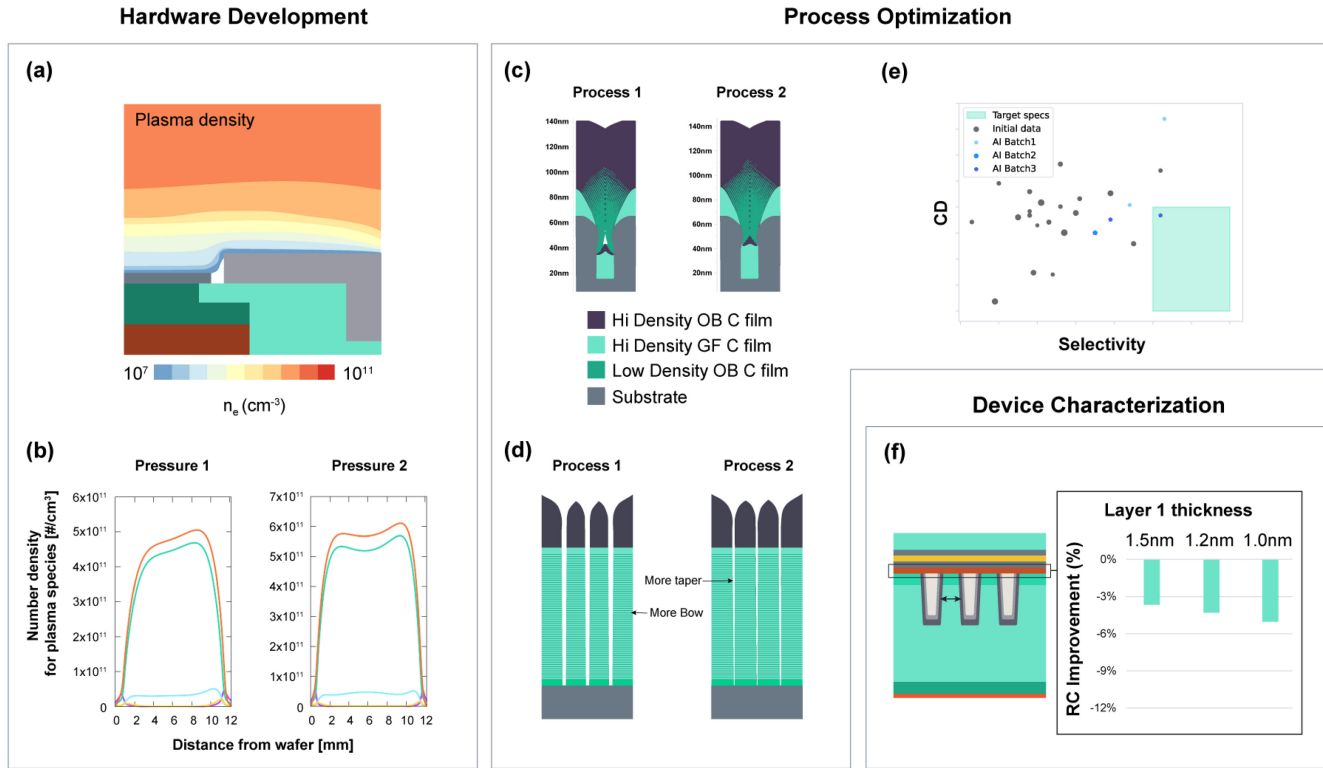 Hardware Development
(a)
Plasma density
10⁷
10¹¹
nₑ (cm⁻³)
(b)
Pressure 1
Pressure 2
Number density
for plasma species [#/cm³]
6x10¹¹
5x10¹¹
4x10¹¹
3x10¹¹
2x10¹¹
1x10¹¹
0
0 2 4 6 8 10 12
7x10¹¹
6x10¹¹
5x10¹¹
4x10¹¹
3x10¹¹
2x10¹¹
1x10¹¹
0
0 2 4 6 8 10 12
Distance from wafer [mm]
Process Optimization
(c)
Process 1
140nm
120nm
100nm
80nm
60nm
40nm
20nm
Process 2
140nm
120nm
100nm
80nm
60nm
40nm
20nm
Hi Density OB C film
Hi Density GF C film
Low Density OB C film
Substrate
(d)
Process 1
Process 2
More taper
More Bow
(e)
Target specs
Initial data
AI Batch1
AI Batch2
AI Batch3
CD
Selectivity
Device Characterization
(f)
Layer 1 thickness
1.5nm 1.2nm 1.0nm
RC Improvement (%)
0%
-3%
-6%
-9%
-12%